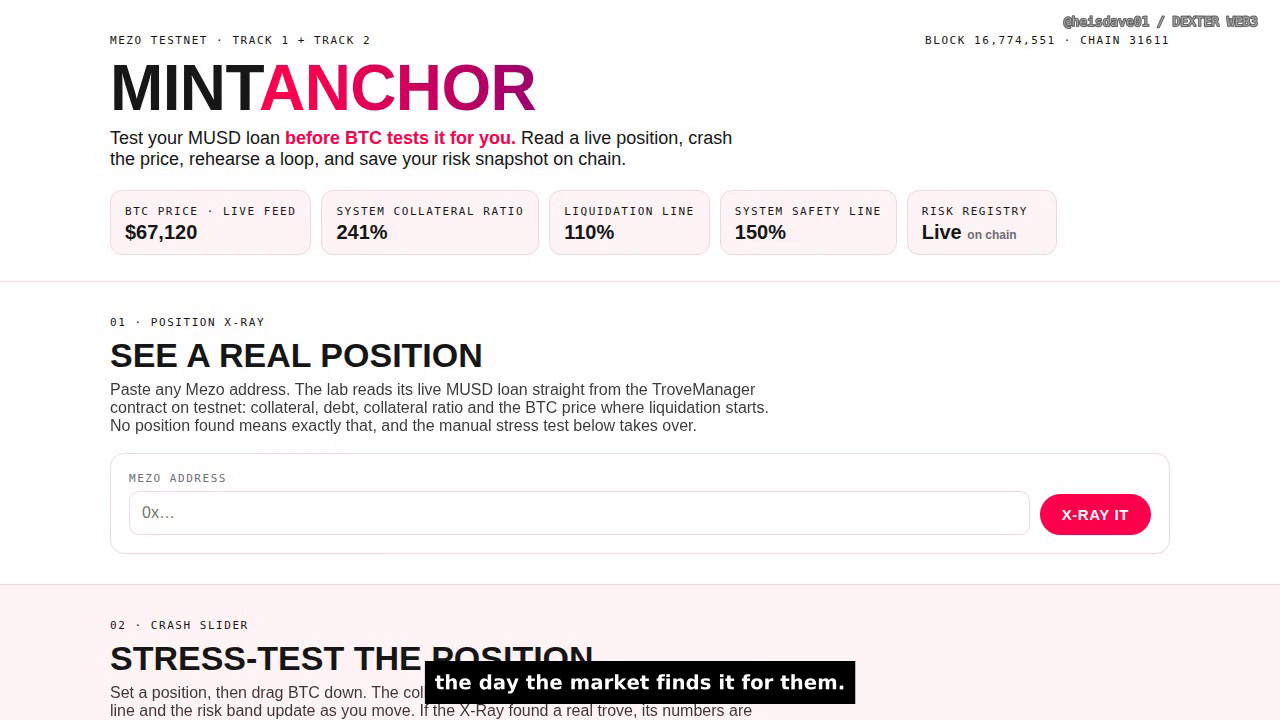 @heisdave01 / DEXTER WEB3
MEZO TESTNET · TRACK 1 + TRACK 2
BLOCK 16,774,551 · CHAIN 31611
MINTANCHOR
Test your MUSD loan before BTC tests it for you. Read a live position, crash
the price, rehearse a loop, and save your risk snapshot on chain.
BTC PRICE · LIVE FEED
$67,120
SYSTEM COLLATERAL RATIO
241%
LIQUIDATION LINE
110%
SYSTEM SAFETY LINE
150%
RISK REGISTRY
Live on chain
01 · POSITION X-RAY
SEE A REAL POSITION
Paste any Mezo address. The lab reads its live MUSD loan straight from the TroveManager
contract on testnet: collateral, debt, collateral ratio and the BTC price where liquidation starts.
No position found means exactly that, and the manual stress test below takes over.
MEZO ADDRESS
0x…
X-RAY IT
02 · CRASH SLIDER
STRESS-TEST THE POSITION
Set a position, then drag BTC down. The col
line and the risk band update as you move. If the X-Ray found a real trove, its numbers are
the day the market finds it for them.